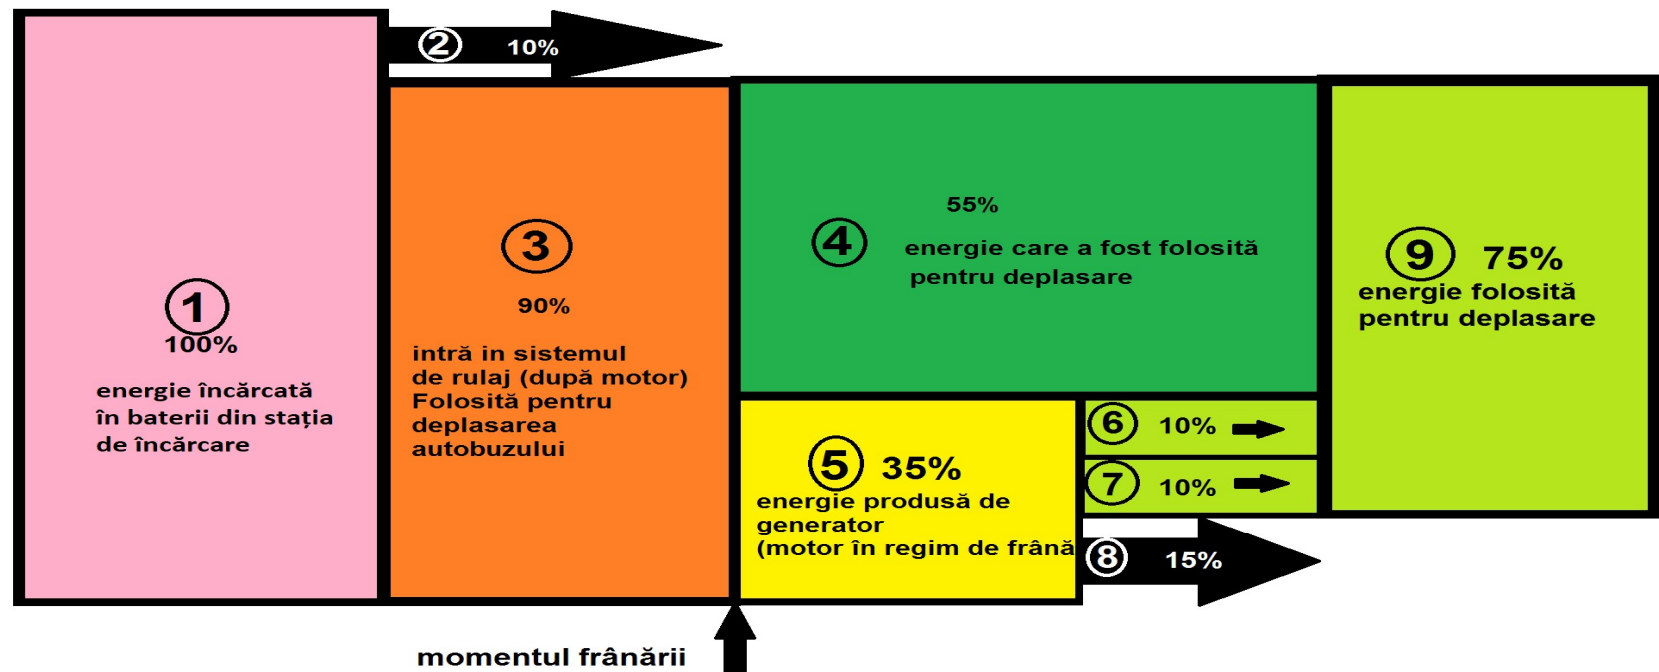 1
100%
energie încărcată
în baterii din stația
de încărcare
2 10%
3
90%
intră in sistemul
de rulaj (după motor)
Folosită pentru
deplasarea
autobuzului
55%
4 energie care a fost folosită
pentru deplasare
5 35%
energie produsă de
generator
(motor în regim de frână
6 10%
7 10%
8 15%
9 75%
energie folosită
pentru deplasare
momentul frânării